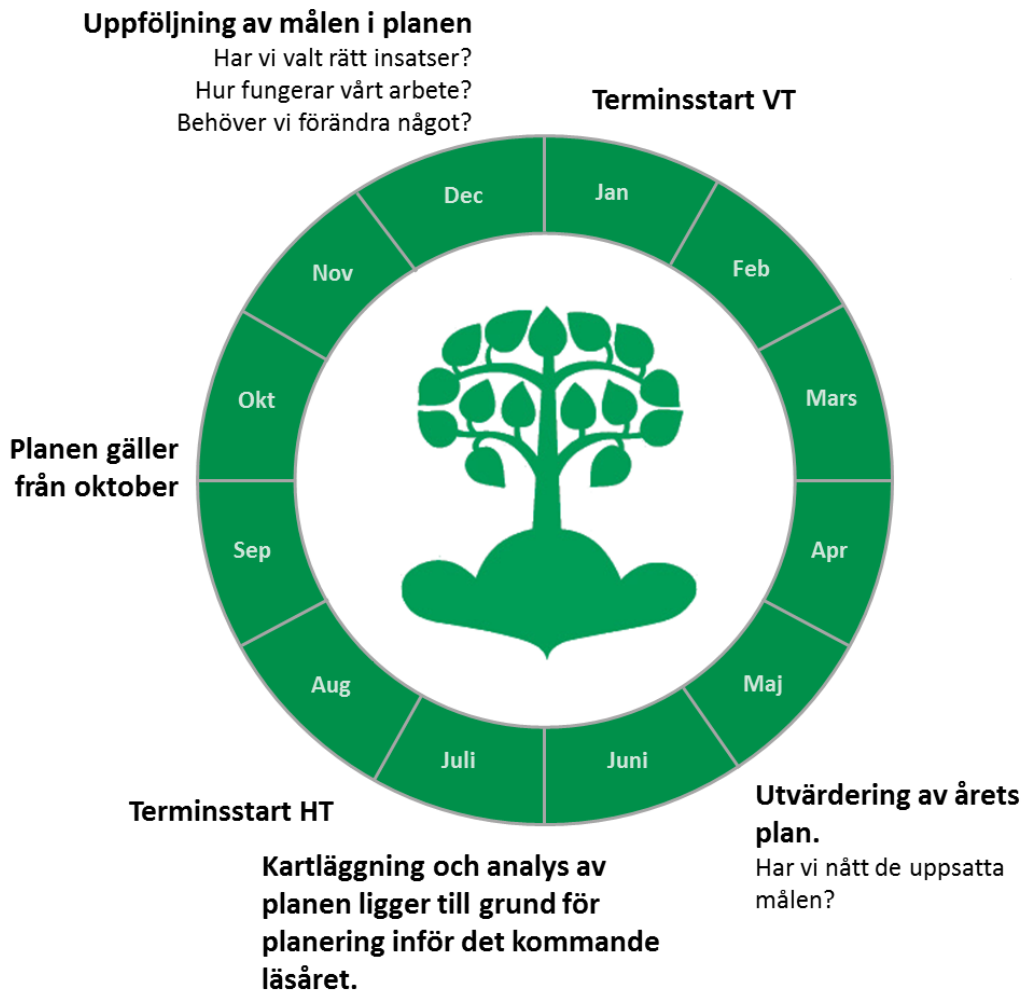 Uppföljning av målen i planen
Har vi valt rätt insatser?
Hur fungerar vårt arbete?
Behöver vi förändra något?
Terminsstart VT
Dec
Jan
Nov
Feb
Okt
Mars
Planen gäller
från oktober
Sep
Apr
Aug
Maj
Juli
Juni
Terminsstart HT
Utvärdering av årets
plan.
Har vi nått de uppsatta
målen?
Kartläggning och analys av
planen ligger till grund för
planering inför det kommande
läsåret.